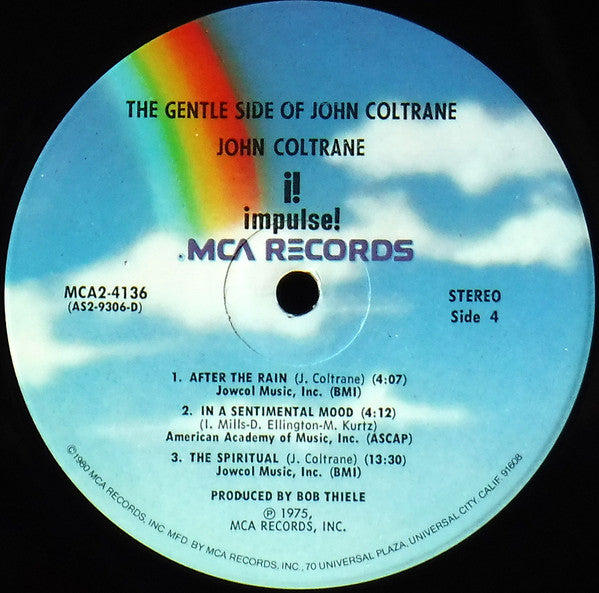 THE GENTLE SIDE OF JOHN COLTRANE
JOHN COLTRANE
i!
impulse!
MCA RECORDS
MCA2-4136
(AS2-9306-D)
STEREO
Side 4
1. AFTER THE RAIN (J. Coltrane) (4:07)
Jowcol Music, Inc. (BMI)
2. IN A SENTIMENTAL MOOD (4:12)
(I. Mills-D. Ellington-M. Kurtz)
American Academy of Music, Inc. (ASCAP)
3. THE SPIRITUAL (J. Coltrane) (13:30)
Jowcol Music, Inc. (BMI)
PRODUCED BY BOB THIELE
℗ 1975,
MCA RECORDS, INC.
©1980 MCA RECORDS, INC. MFD BY MCA RECORDS, INC., 70 UNIVERSAL PLAZA, UNIVERSAL CITY, CALIF. 91608